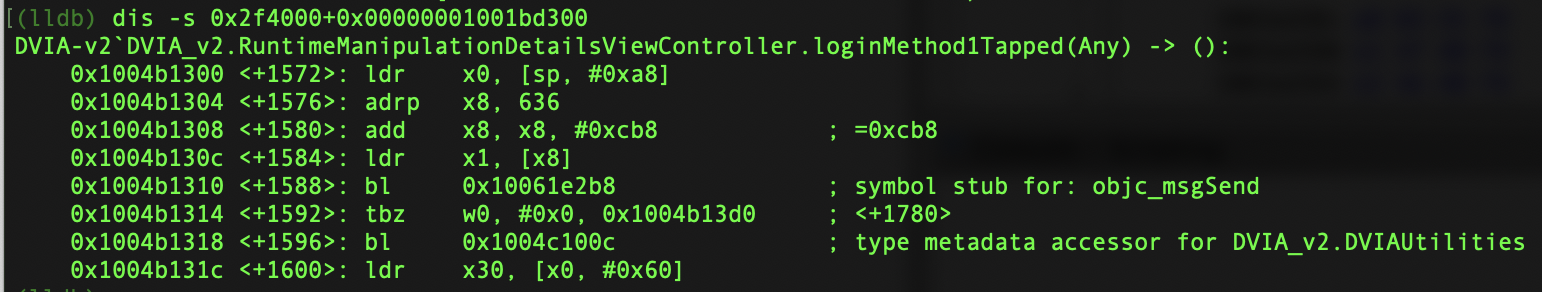 [(lldb) dis -s 0x2f4000+0x00000001001bd300
DVIA-v2`DVIA_v2.RuntimeManipulationDetailsViewController.loginMethod1Tapped(Any) -> ():
0x1004b1300 <+1572>: ldr x0, [sp, #0xa8]
0x1004b1304 <+1576>: adrp x8, 636
0x1004b1308 <+1580>: add x8, x8, #0xcb8 ; =0xcb8
0x1004b130c <+1584>: ldr x1, [x8]
0x1004b1310 <+1588>: bl 0x10061e2b8 ; symbol stub for: objc_msgSend
0x1004b1314 <+1592>: tbz w0, #0x0, 0x1004b13d0 ; <+1780>
0x1004b1318 <+1596>: bl 0x1004c100c ; type metadata accessor for DVIA_v2.DVIAUtilities
0x1004b131c <+1600>: ldr x30, [x0, #0x60]